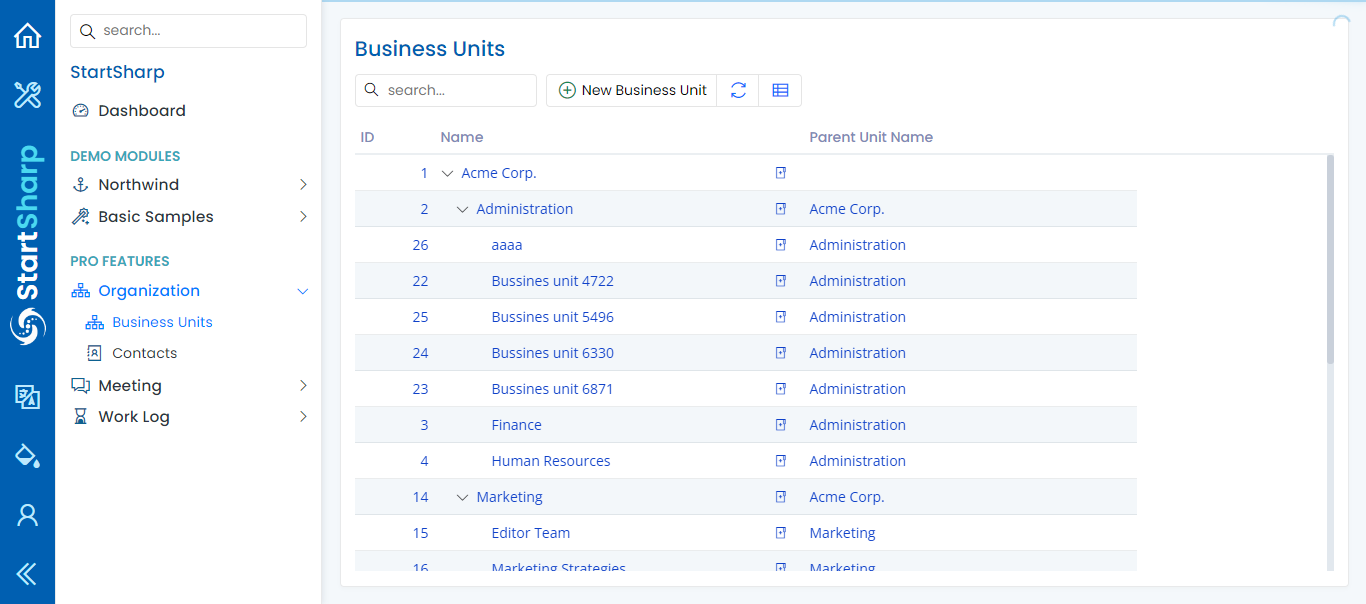 StartSharp
search...
StartSharp
Dashboard
DEMO MODULES
Northwind
Basic Samples
PRO FEATURES
Organization
Business Units
Contacts
Meeting
Work Log
Business Units
search...
New Business Unit
ID Name Parent Unit Name
1 Acme Corp.
2 Administration Acme Corp.
26 aaaa Administration
22 Bussines unit 4722 Administration
25 Bussines unit 5496 Administration
24 Bussines unit 6330 Administration
23 Bussines unit 6871 Administration
3 Finance Administration
4 Human Resources Administration
14 Marketing Acme Corp.
15 Editor Team Marketing
16 Marketing Strategies Marketing